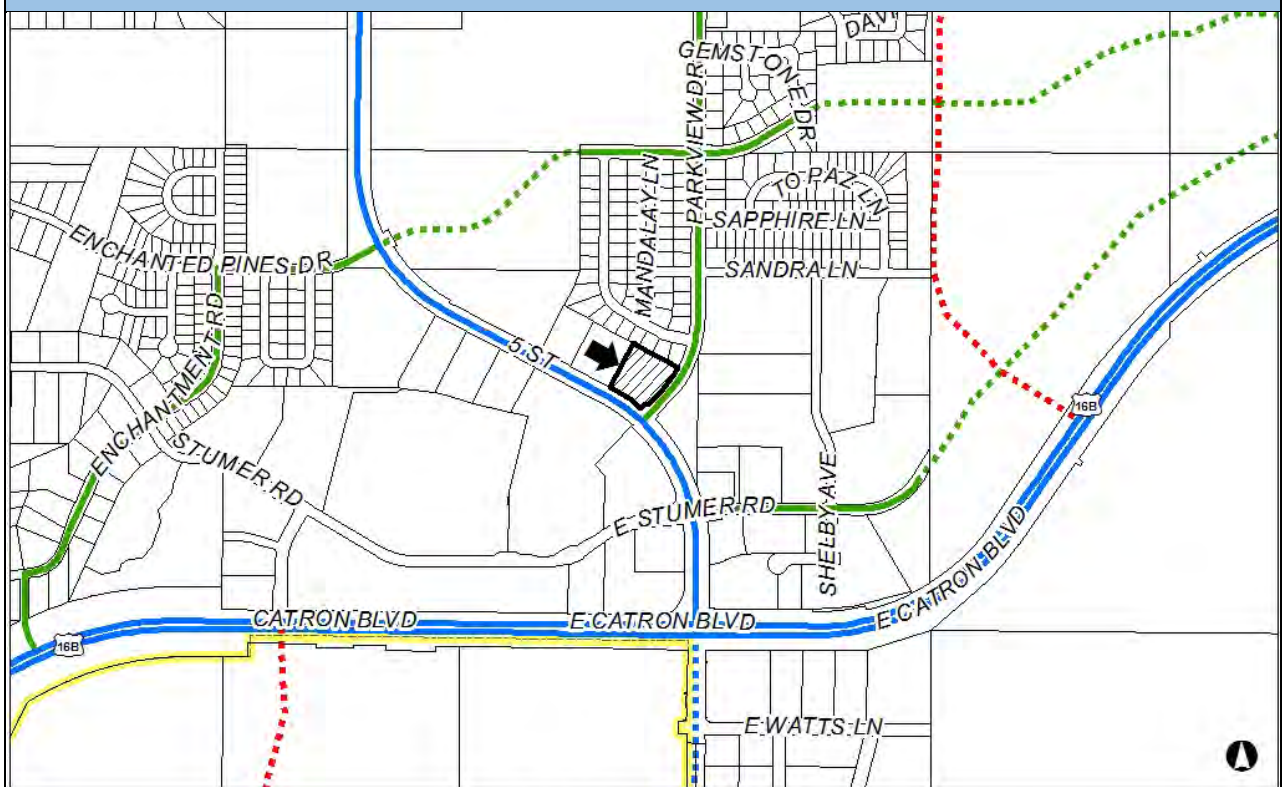 DAVI
GEMSTONE DR
PARKVIEW DR
MANDALAY LN
TOPAZ LN
SAPPHIRE LN
ENCHANTED PINES DR
SANDRA LN
ENCHANTMENT RD
5 ST
16B
STUMER RD
E STUMER RD
SHELBY AVE
CATRON BLVD
E CATRON BLVD
E CATRON BLVD
16B
E WATTS LN